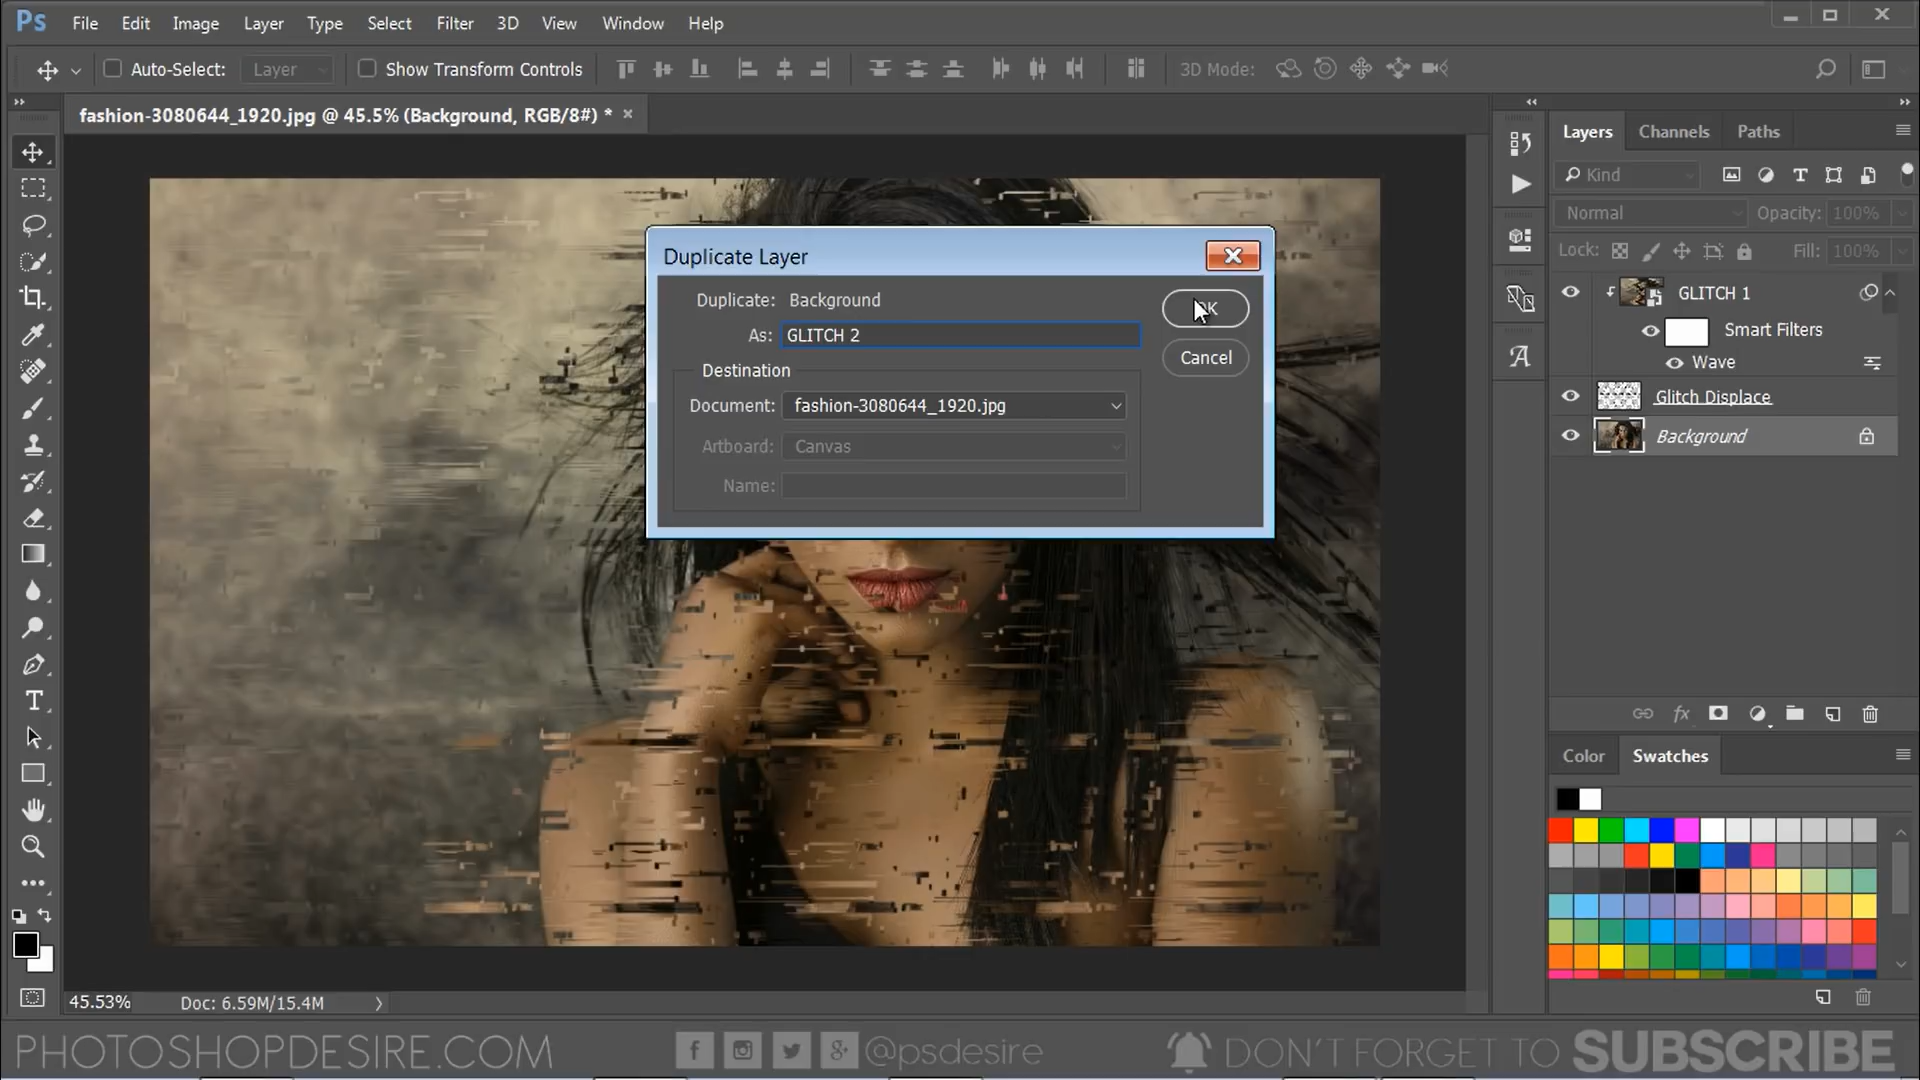 Ps File Edit Image Layer Type Select Filter 3D View Window Help
Auto-Select: Layer Show Transform Controls 3D Mode:
fashion-3080644_1920.jpg @ 45.5% (Background, RGB/8#) * ×
Layers Channels Paths
Kind
Normal Opacity: 100%
Lock: Fill: 100%
GLITCH 1
Smart Filters
Wave
Glitch Displace
Background
Duplicate Layer
Duplicate: Background
As: GLITCH 2
OK
Cancel
Destination
Document: fashion-3080644_1920.jpg
Artboard: Canvas
Name:
Color Swatches
45.53% Doc: 6.59M/15.4M
PHOTOSHOPDESIRE.COM @psdesire DON'T FORGET TO SUBSCRIBE